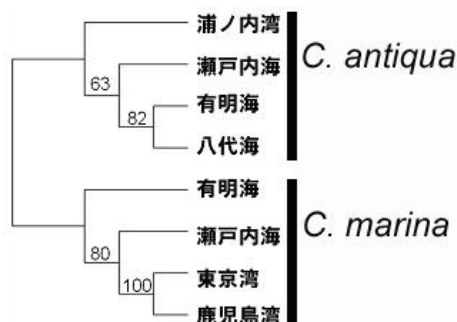 浦ノ内湾
瀬戸内海
有明海
八代海
C. antiqua
63
82
有明海
瀬戸内海
東京湾
鹿児島湾
C. marina
80
100